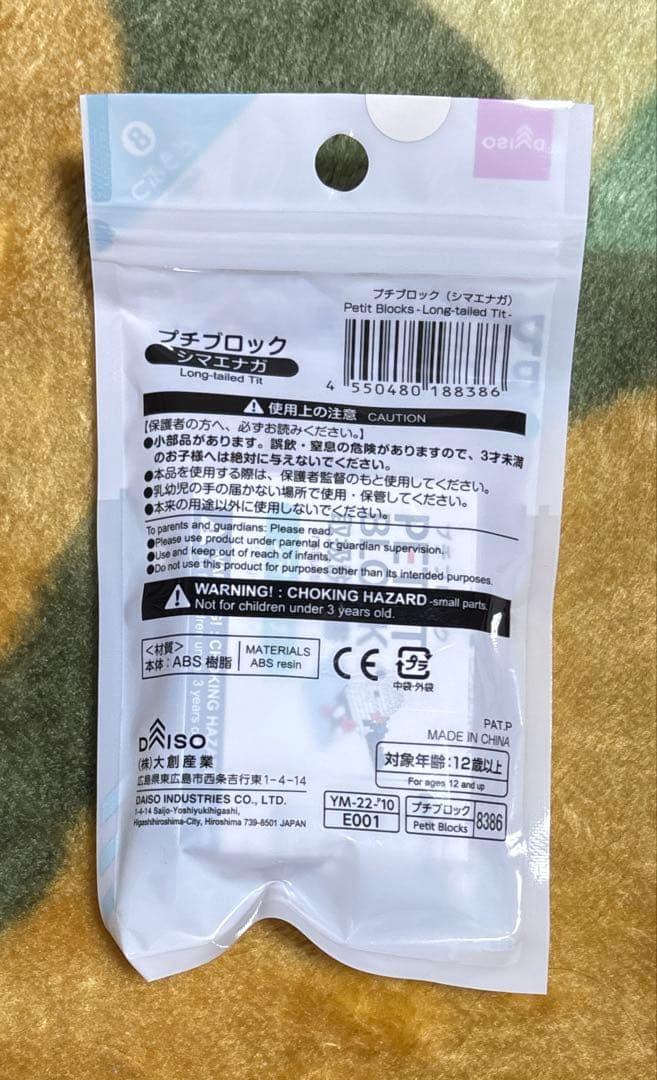 DAISO
8
プチブロック（シマエナガ）
Petit Blocks -Long-tailed Tit-
4 550480 188386
プチブロック
シマエナガ
Long-tailed Tit
使用上の注意 CAUTION
【保護者の方へ、必ずお読みください。】
●小部品があります。誤飲・窒息の危険がありますので、3才未満
のお子様へは絶対に与えないでください。
●本品を使用する際は、保護者監督のもと使用してください。
●乳幼児の手の届かない場所で使用・保管してください。
●本来の用途以外に使用しないでください。
To parents and guardians: Please read.
●Please use product under parental or guardian supervision.
●Use and keep out of reach of infants.
●Do not use this product for purposes other than its intended purposes.
WARNING! : CHOKING HAZARD -small parts.
Not for children under 3 years old.
＜材質＞
本体：ABS 樹脂
MATERIALS
ABS resin
CE
プラ
中袋・外袋
PAT.P
MADE IN CHINA
DAISO
(株)大創産業
広島県東広島市西条吉行東1-4-14
DAISO INDUSTRIES CO., LTD.
1-4-14 Saijo-Yoshiyukihigashi,
Higashihiroshima-City, Hiroshima 739-8501 JAPAN
対象年齢：12歳以上
For ages 12 and up
YM-22-'10
E001
プチブロック
Petit Blocks
8386